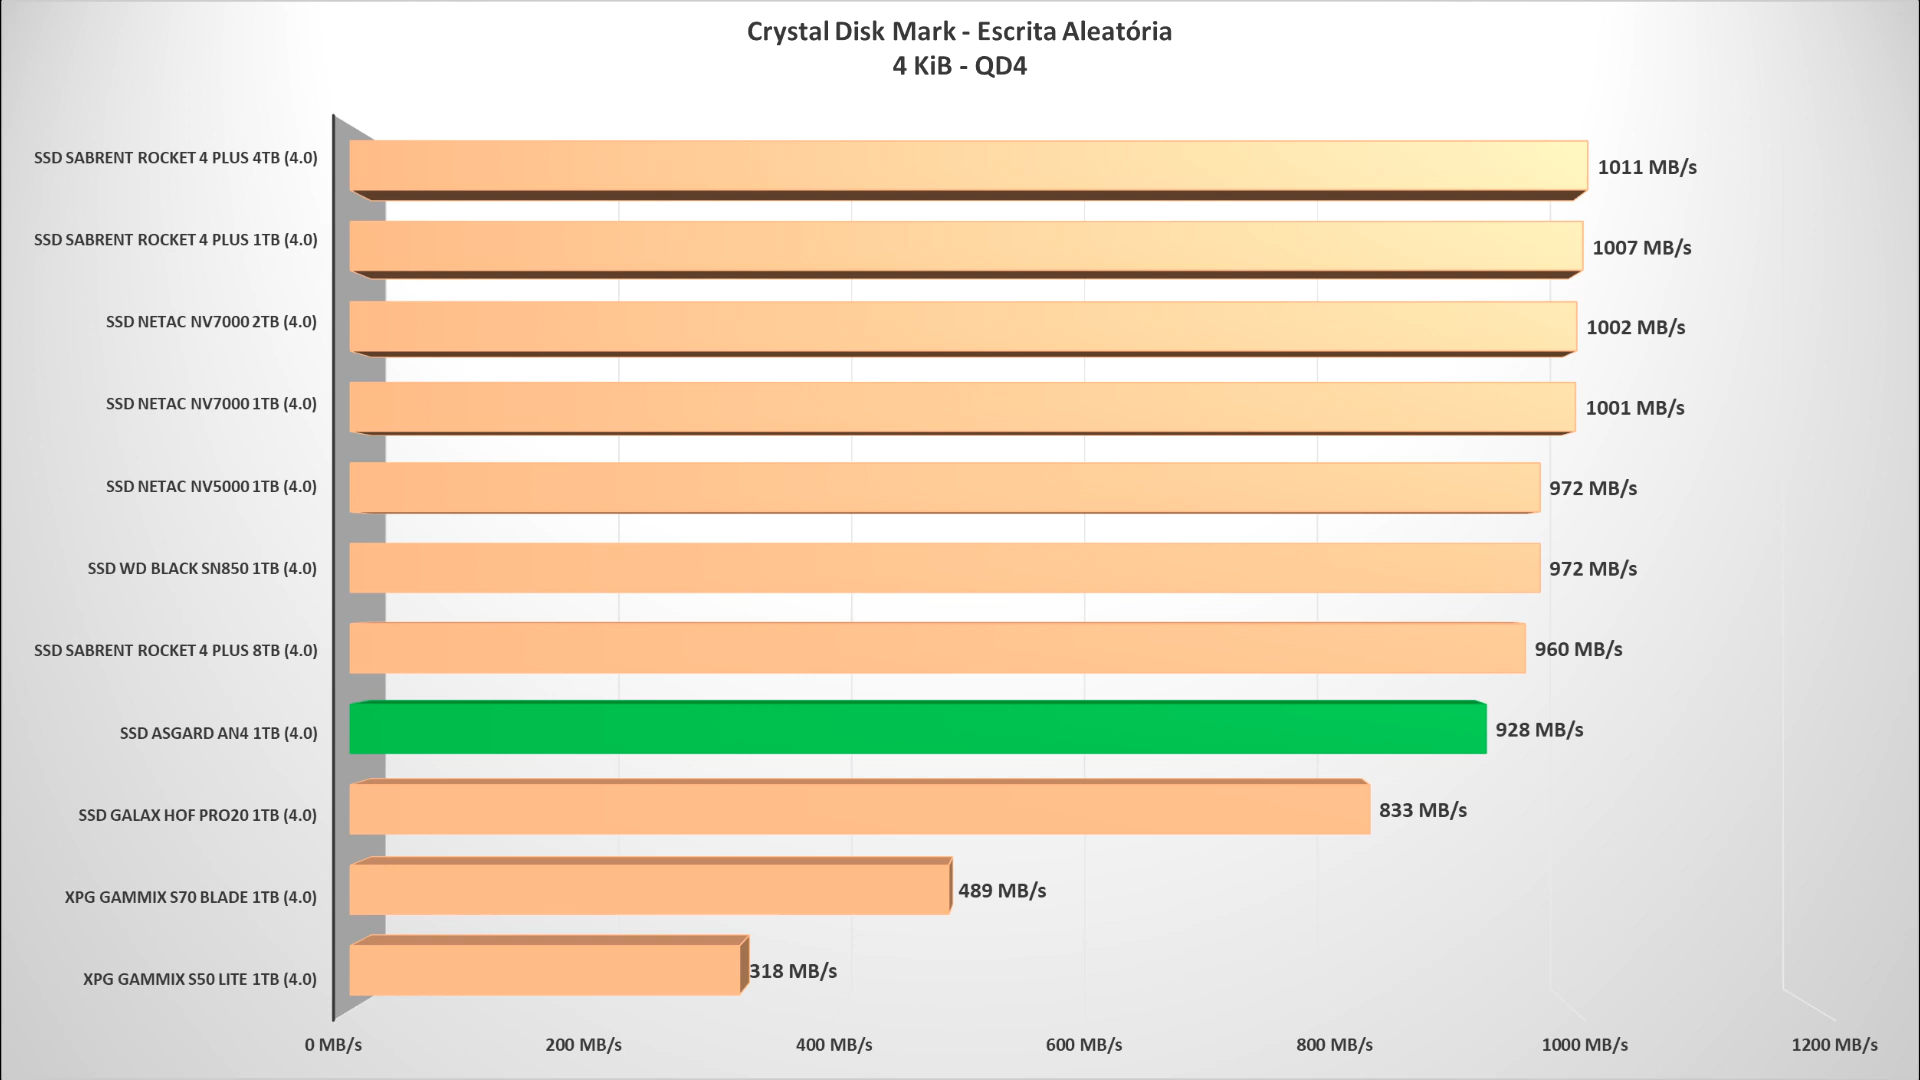 Crystal Disk Mark - Escrita Aleatória
4 KiB - QD4
SSD SABRENT ROCKET 4 PLUS 4TB (4.0) 1011 MB/s
SSD SABRENT ROCKET 4 PLUS 1TB (4.0) 1007 MB/s
SSD NETAC NV7000 2TB (4.0) 1002 MB/s
SSD NETAC NV7000 1TB (4.0) 1001 MB/s
SSD NETAC NV5000 1TB (4.0) 972 MB/s
SSD WD BLACK SN850 1TB (4.0) 972 MB/s
SSD SABRENT ROCKET 4 PLUS 8TB (4.0) 960 MB/s
SSD ASGARD AN4 1TB (4.0) 928 MB/s
SSD GALAX HOF PRO20 1TB (4.0) 833 MB/s
XPG GAMMIX S70 BLADE 1TB (4.0) 489 MB/s
XPG GAMMIX S50 LITE 1TB (4.0) 318 MB/s
0 MB/s 200 MB/s 400 MB/s 600 MB/s 800 MB/s 1000 MB/s 1200 MB/s